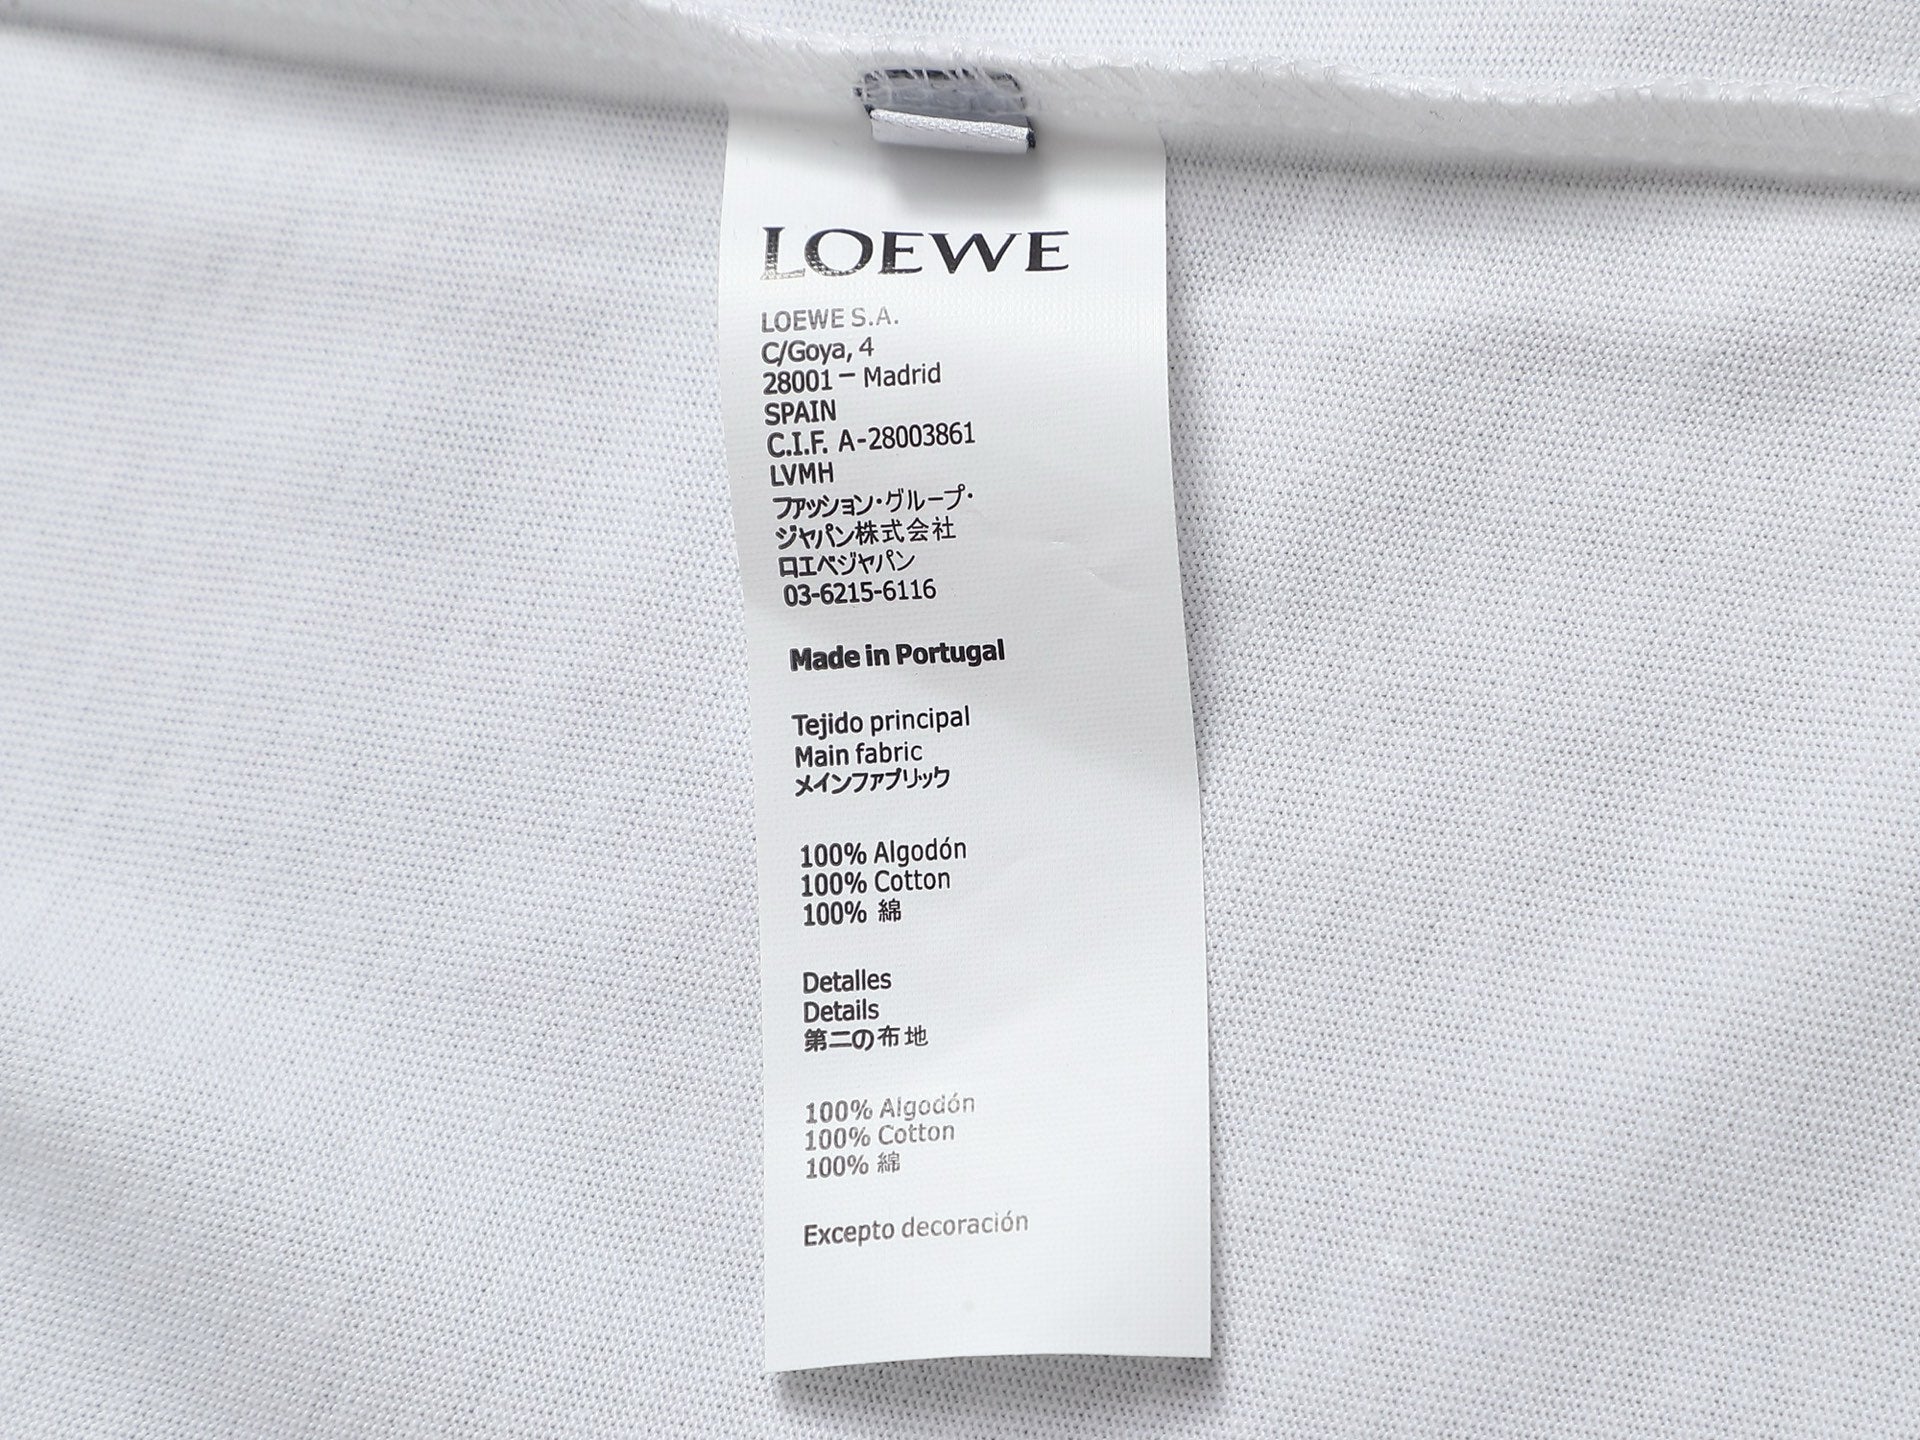 LOEWE
LOEWE S.A.
C/Goya, 4
28001 – Madrid
SPAIN
C.I.F. A-28003861
LVMH
ファッション・グループ・
ジャパン株式会社
ロエベジャパン
03-6215-6116
Made in Portugal
Tejido principal
Main fabric
メインファブリック
100% Algodón
100% Cotton
100% 綿
Detalles
Details
第二の布地
100% Algodón
100% Cotton
100% 綿
Excepto decoración